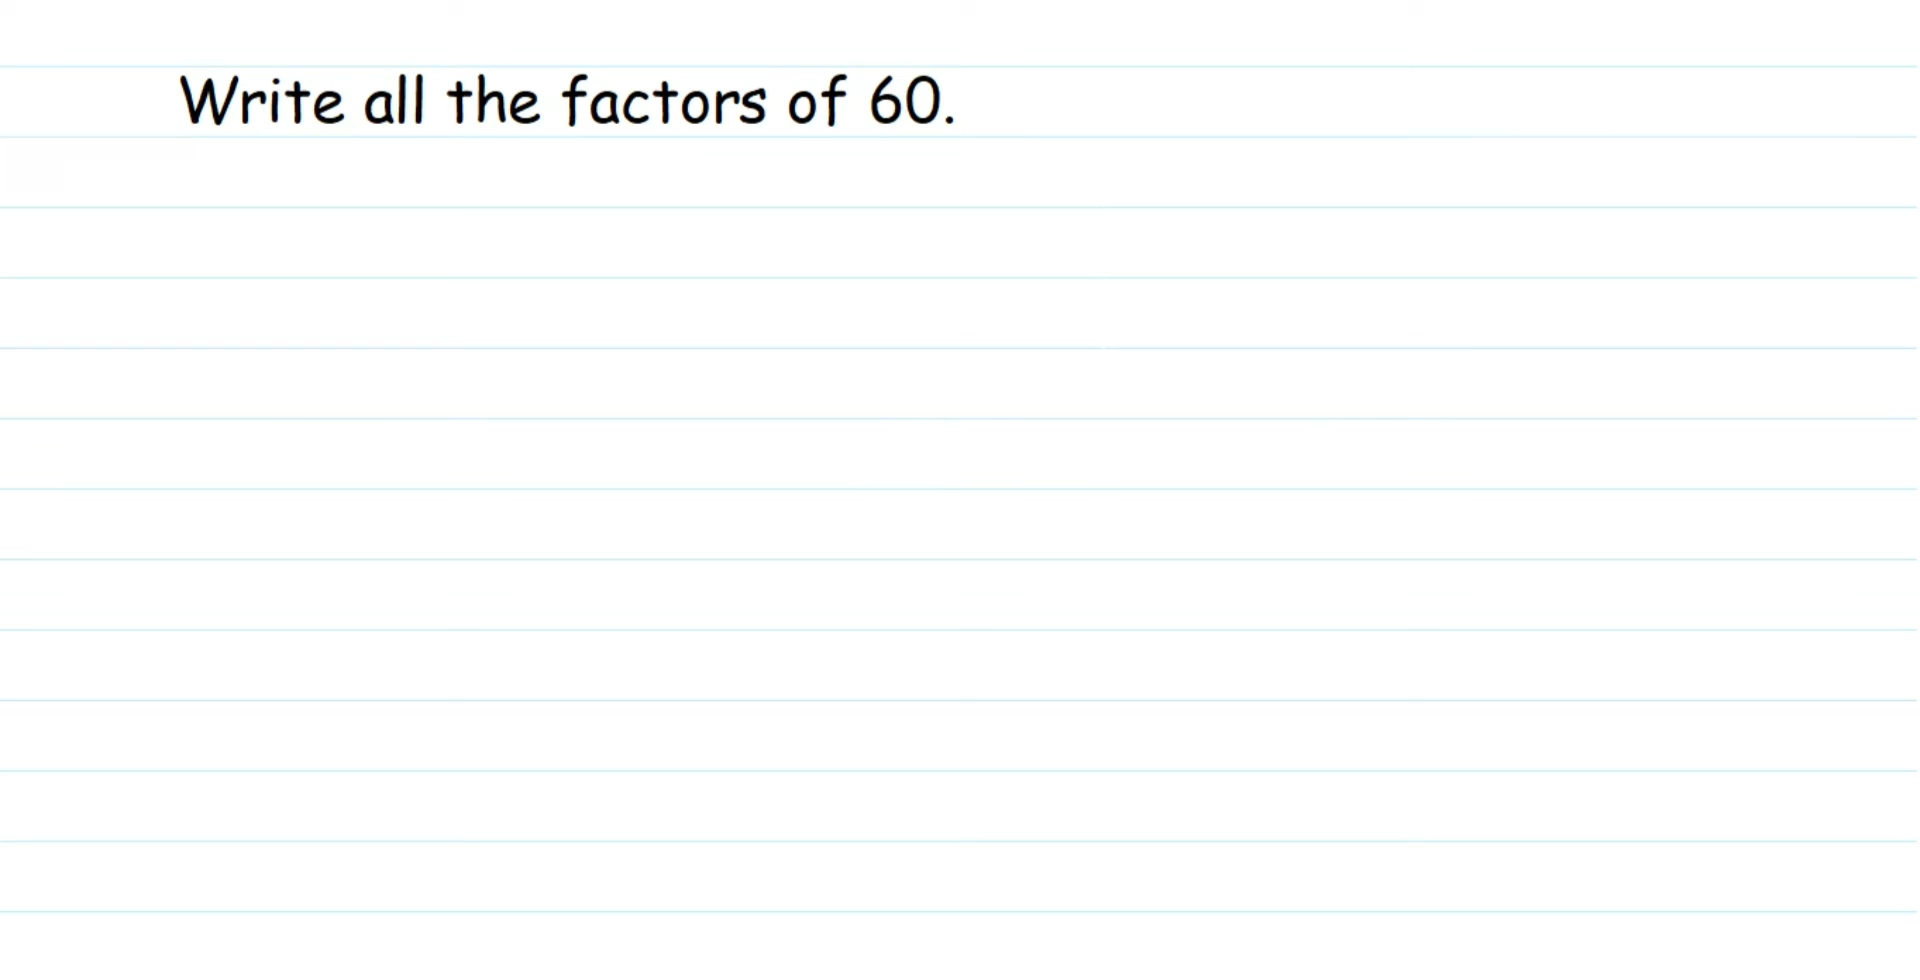 Write all the factors of 60.